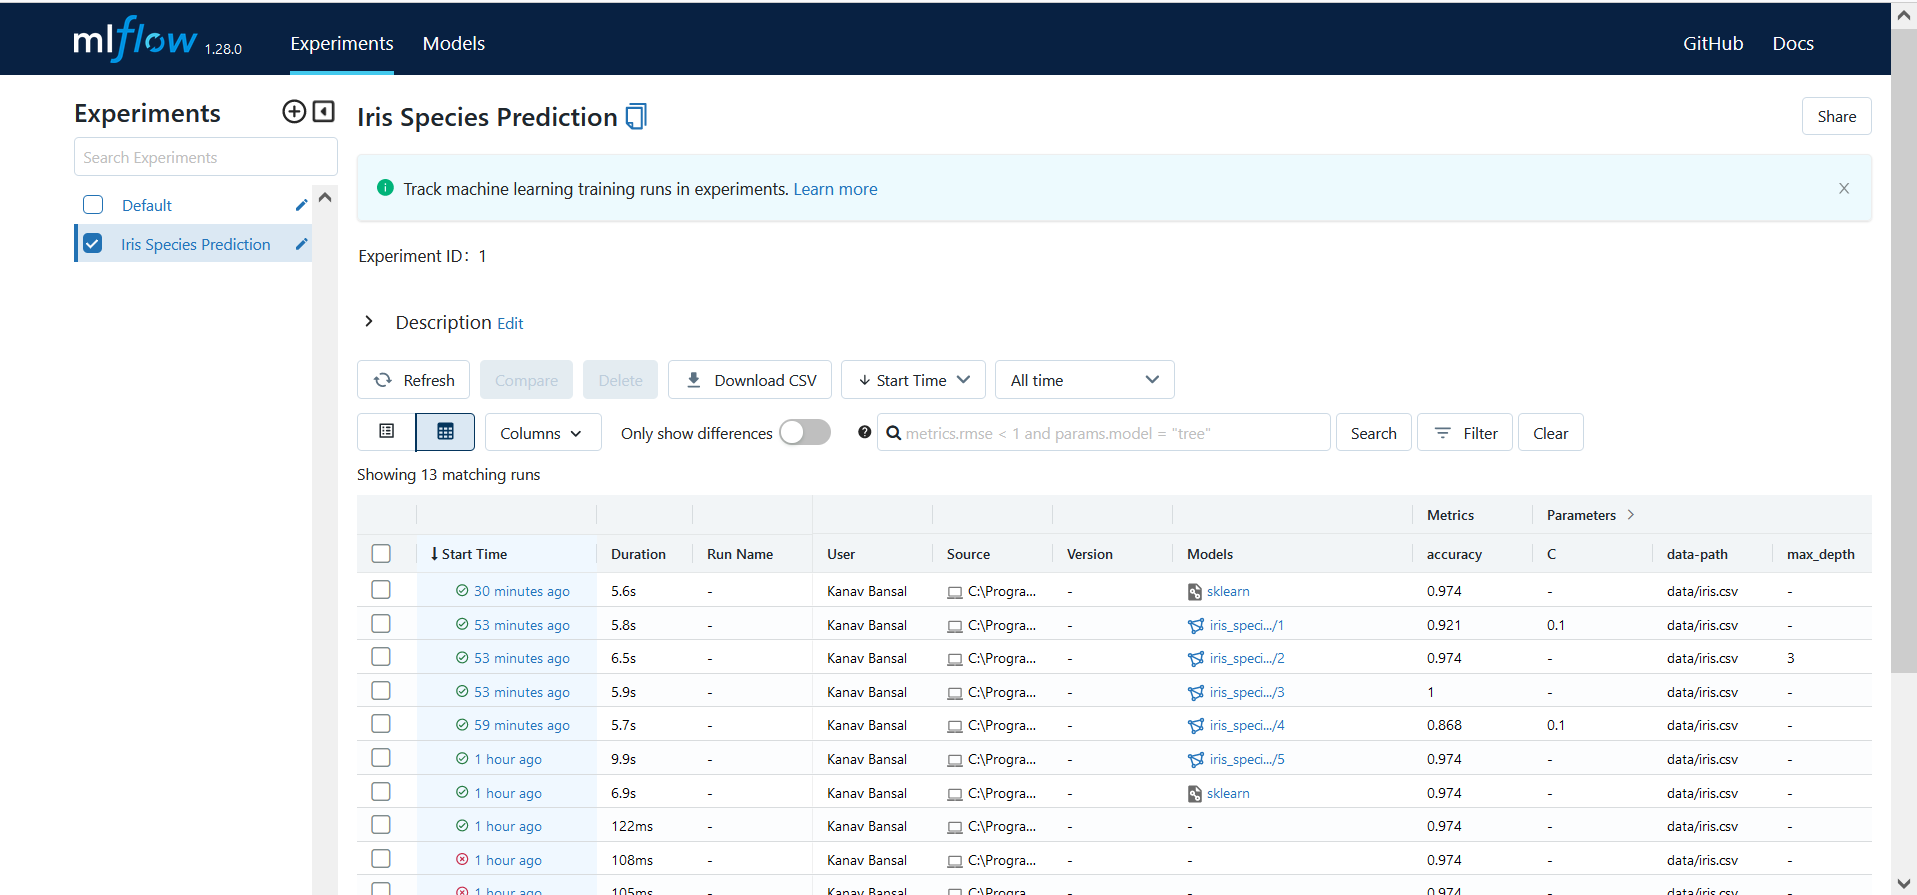 mlflow 1.28.0 Experiments Models GitHub Docs
Experiments
Search Experiments
Default
Iris Species Prediction
Iris Species Prediction
Share
Track machine learning training runs in experiments. Learn more
Experiment ID: 1
Description Edit
Refresh Compare Delete Download CSV Start Time All time
Columns Only show differences metrics.rmse < 1 and params.model = "tree" Search Filter Clear
Showing 13 matching runs
Metrics Parameters
Start Time Duration Run Name User Source Version Models accuracy C data-path max_depth
30 minutes ago 5.6s - Kanav Bansal C:\Progra... - sklearn 0.974 - data/iris.csv -
53 minutes ago 5.8s - Kanav Bansal C:\Progra... - iris_speci.../1 0.921 0.1 data/iris.csv -
53 minutes ago 6.5s - Kanav Bansal C:\Progra... - iris_speci.../2 0.974 - data/iris.csv 3
53 minutes ago 5.9s - Kanav Bansal C:\Progra... - iris_speci.../3 1 - data/iris.csv -
59 minutes ago 5.7s - Kanav Bansal C:\Progra... - iris_speci.../4 0.868 0.1 data/iris.csv -
1 hour ago 9.9s - Kanav Bansal C:\Progra... - iris_speci.../5 0.974 - data/iris.csv -
1 hour ago 6.9s - Kanav Bansal C:\Progra... - sklearn 0.974 - data/iris.csv -
1 hour ago 122ms - Kanav Bansal C:\Progra... - - 0.974 - data/iris.csv -
1 hour ago 108ms - Kanav Bansal C:\Progra... - - 0.974 - data/iris.csv -
1 hour ago 105ms - Kanav Bansal C:\Progra... - - 0.974 - data/iris.csv -